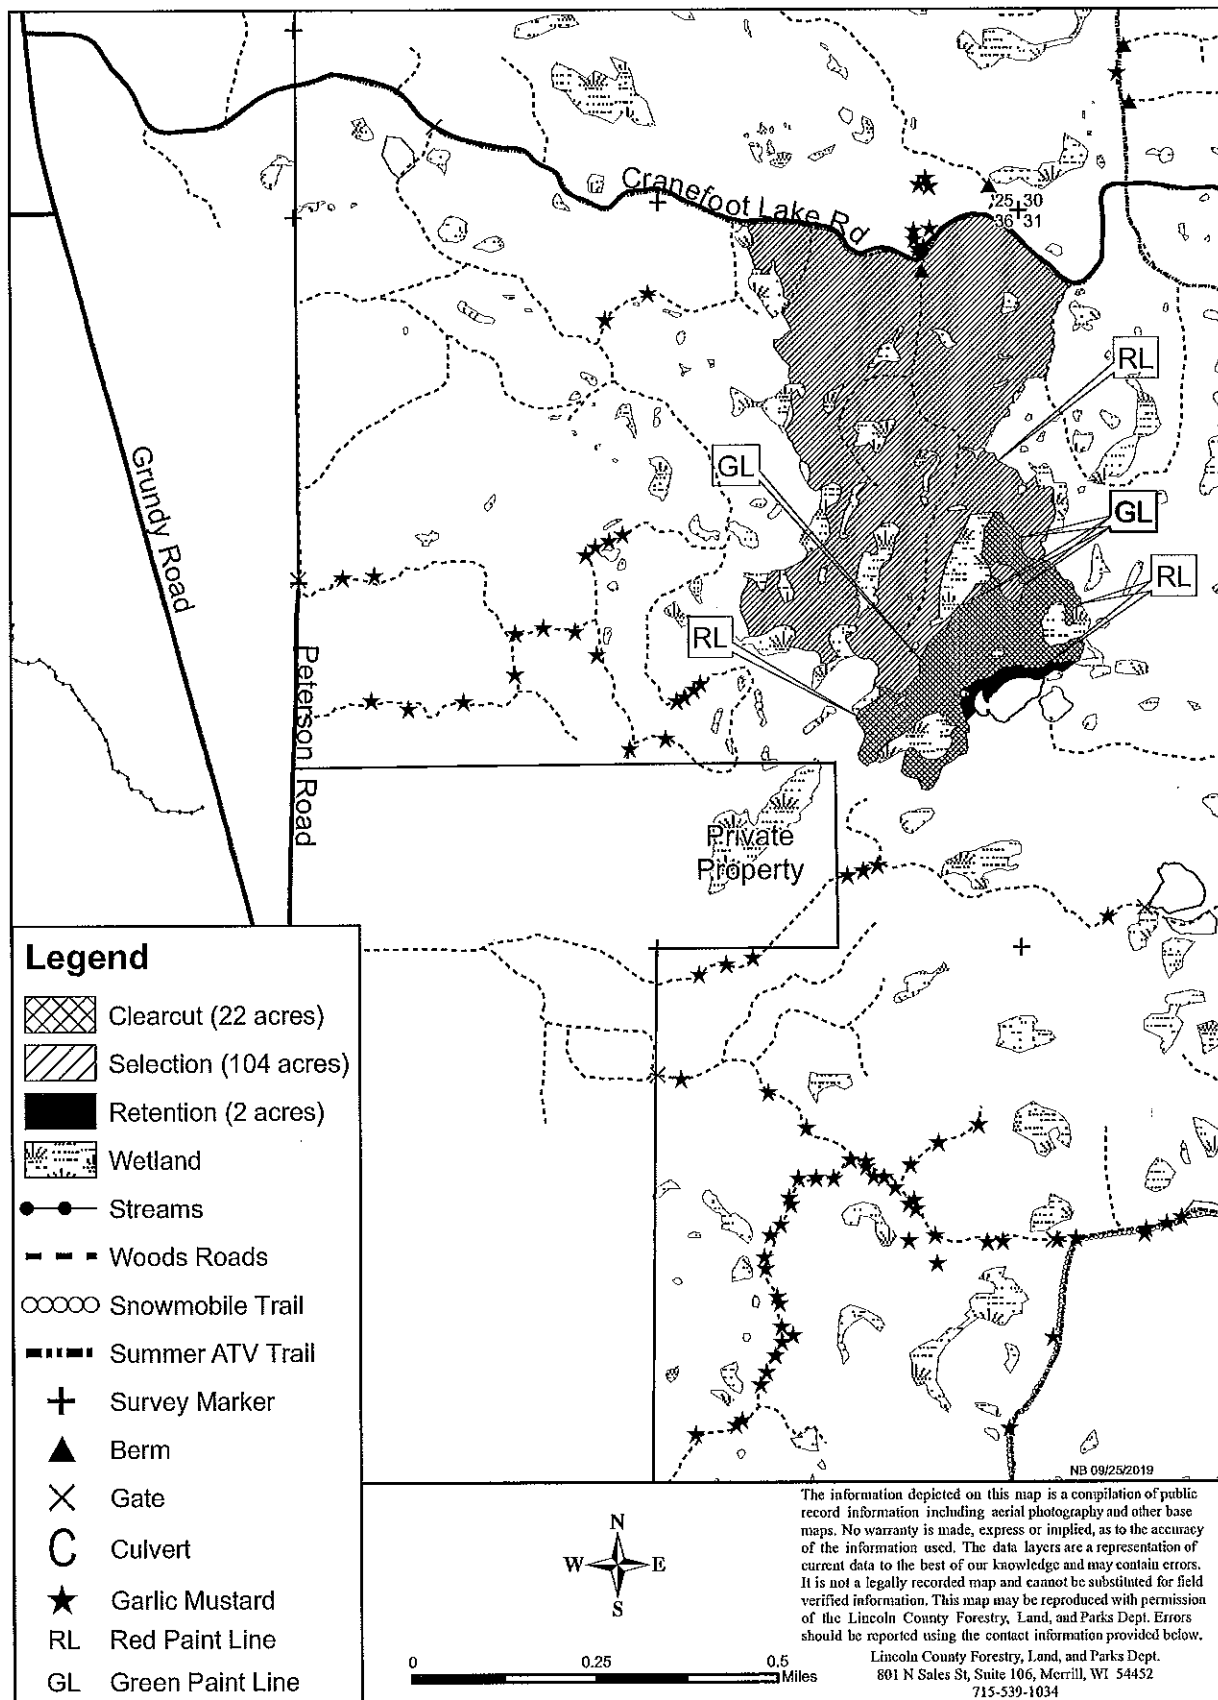 Cranefoot Lake Rd
25 30
36 31
RL
GL
GL
RL
RL
Grundy Road
Peterson Road
Private
Property
Legend
Clearcut (22 acres)
Selection (104 acres)
Retention (2 acres)
Wetland
Streams
Woods Roads
Snowmobile Trail
Summer ATV Trail
Survey Marker
Berm
Gate
C Culvert
Garlic Mustard
RL Red Paint Line
GL Green Paint Line
N
W E
S
0 0.25 0.5
Miles
NB 09/25/2019
The information depicted on this map is a compilation of public
record information including aerial photography and other base
maps. No warranty is made, express or implied, as to the accuracy
of the information used. The data layers are a representation of
current data to the best of our knowledge and may contain errors.
It is not a legally recorded map and cannot be substituted for field
verified information. This map may be reproduced with permission
of the Lincoln County Forestry, Land, and Parks Dept. Errors
should be reported using the contact information provided below.
Lincoln County Forestry, Land, and Parks Dept.
801 N Sales St, Suite 106, Merrill, WI 54452
715-539-1034